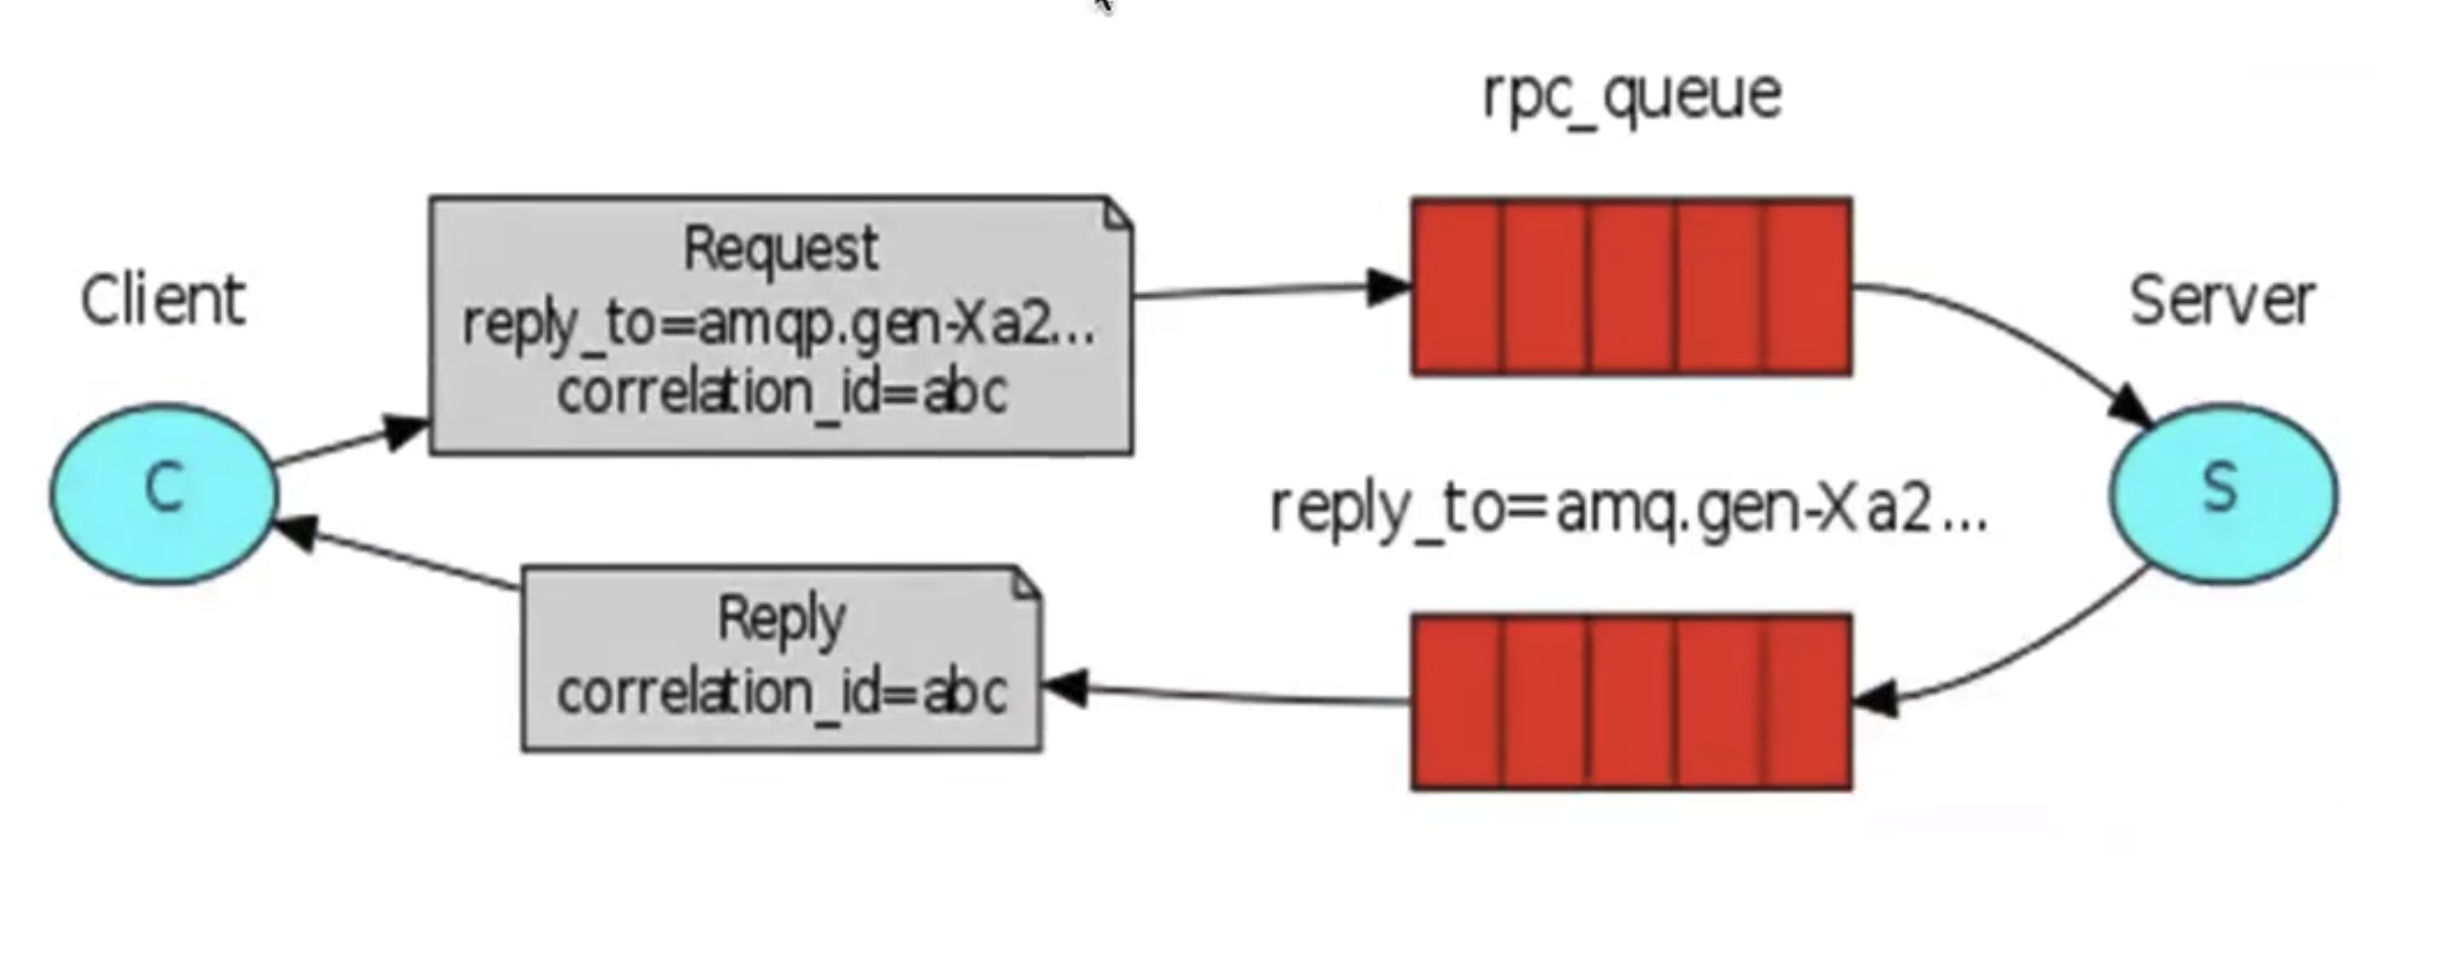 rpc_queue
Client
Request
reply_to=amqp.gen-Xa2...
correlation_id=abc
Server
C
S
reply_to=amq.gen-Xa2...
Reply
correlation_id=abc